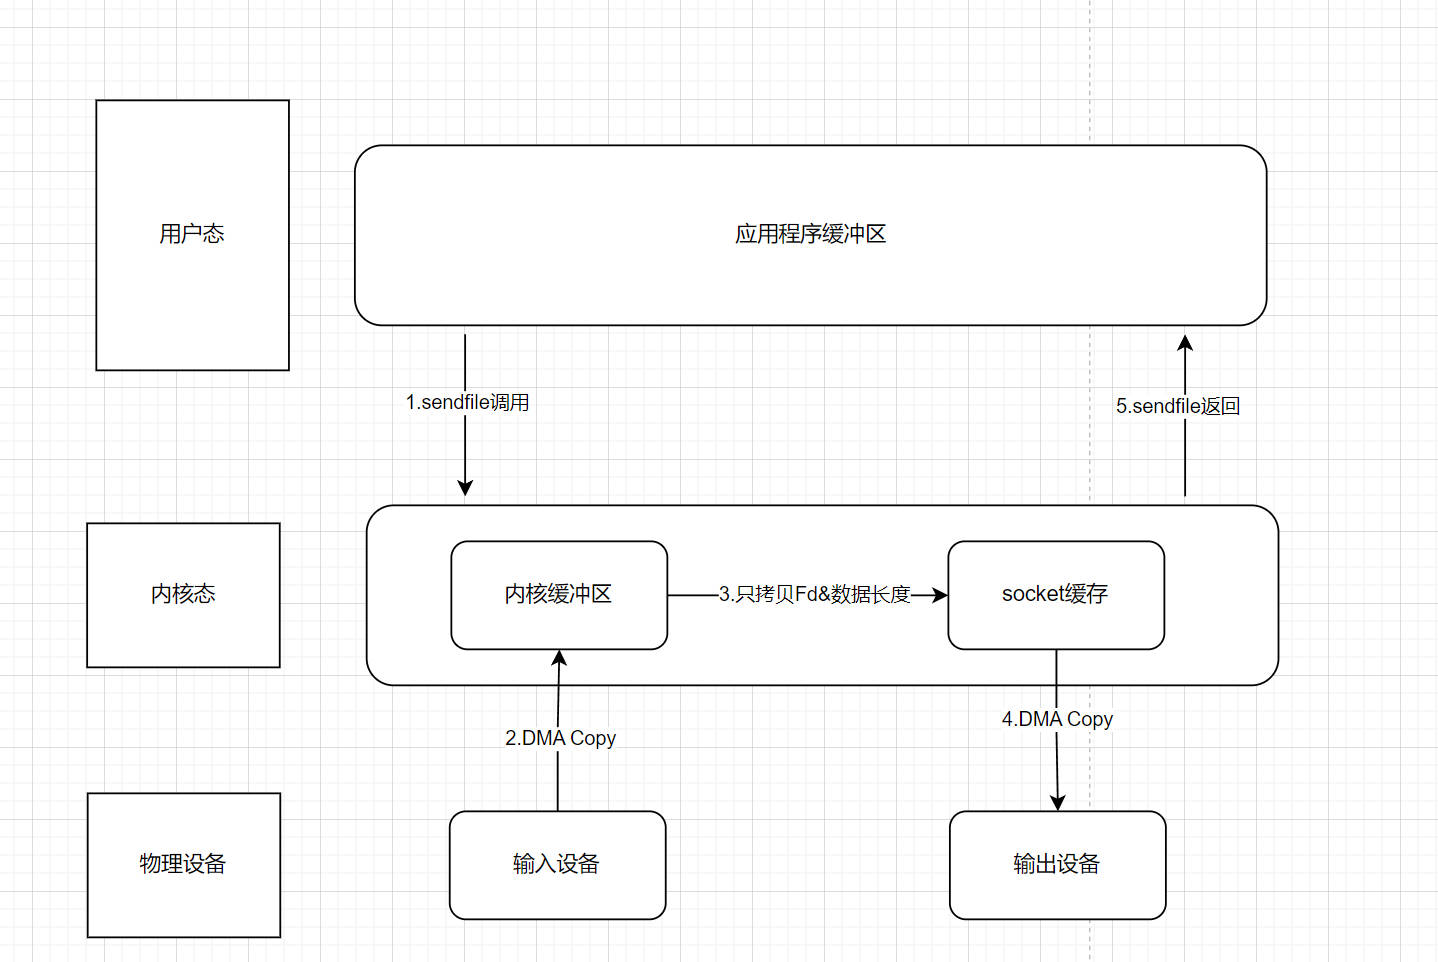 用户态
应用程序缓冲区
1.sendfile调用
5.sendfile返回
内核态
内核缓冲区
3.只拷贝Fd&数据长度
socket缓存
2.DMA Copy
4.DMA Copy
物理设备
输入设备
输出设备